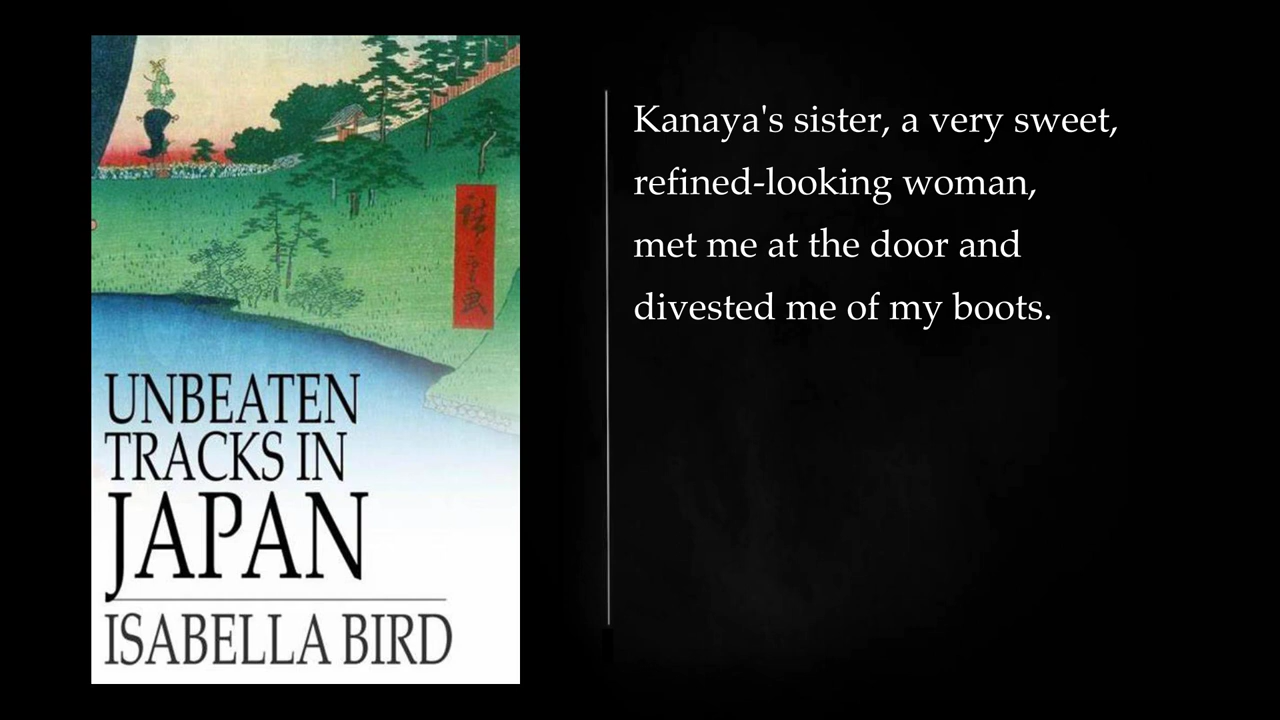 UNBEATEN
TRACKS IN
JAPAN
ISABELLA BIRD
Kanaya's sister, a very sweet,
refined-looking woman,
met me at the door and
divested me of my boots.